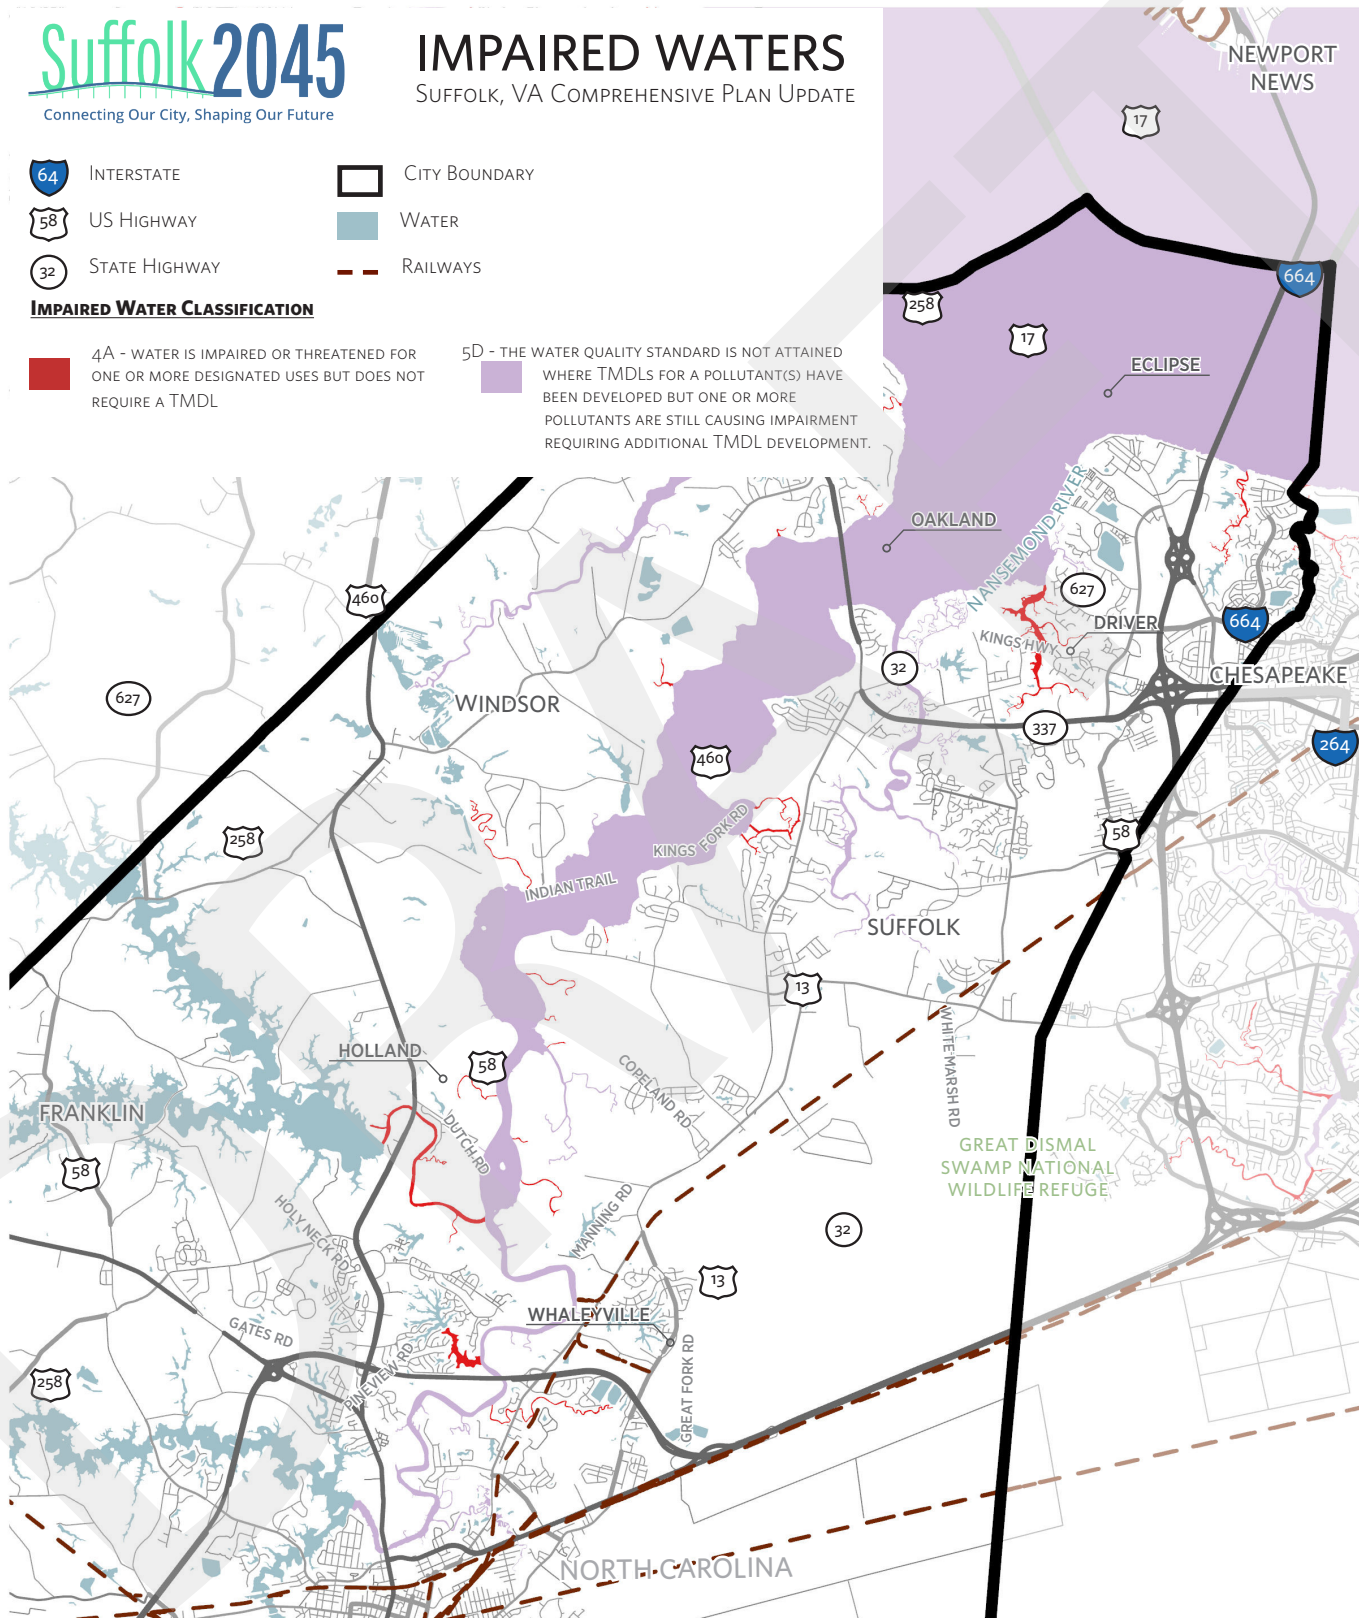 Suffolk 2045
Connecting Our City, Shaping Our Future
IMPAIRED WATERS
SUFFOLK, VA COMPREHENSIVE PLAN UPDATE
64 INTERSTATE
58 US HIGHWAY
32 STATE HIGHWAY
CITY BOUNDARY
WATER
RAILWAYS
IMPAIRED WATER CLASSIFICATION
4A - WATER IS IMPAIRED OR THREATENED FOR
ONE OR MORE DESIGNATED USES BUT DOES NOT
REQUIRE A TMDL
5D - THE WATER QUALITY STANDARD IS NOT ATTAINED
WHERE TMDLS FOR A POLLUTANT(S) HAVE
BEEN DEVELOPED BUT ONE OR MORE
POLLUTANTS ARE STILL CAUSING IMPAIRMENT
REQUIRING ADDITIONAL TMDL DEVELOPMENT.
NEWPORT
NEWS
17
664
258
17
ECLIPSE
OAKLAND
NANSEMOND RIVER
460
627
664
DRIVER
KINGS HWY
32
CHESAPEAKE
627
WINDSOR
337
264
460
258
58
KINGS FORK RD
INDIAN TRAIL
SUFFOLK
13
WHITE MARSH RD
HOLLAND
58
COPELAND RD
FRANKLIN
DUTCH RD
GREAT DISMAL
SWAMP NATIONAL
WILDLIFE REFUGE
58
HOLY NECK RD
MANNING RD
32
13
WHALEYVILLE
GATES RD
PINEVIEW RD
GREAT FORK RD
258
NORTH CAROLINA
DRAFT